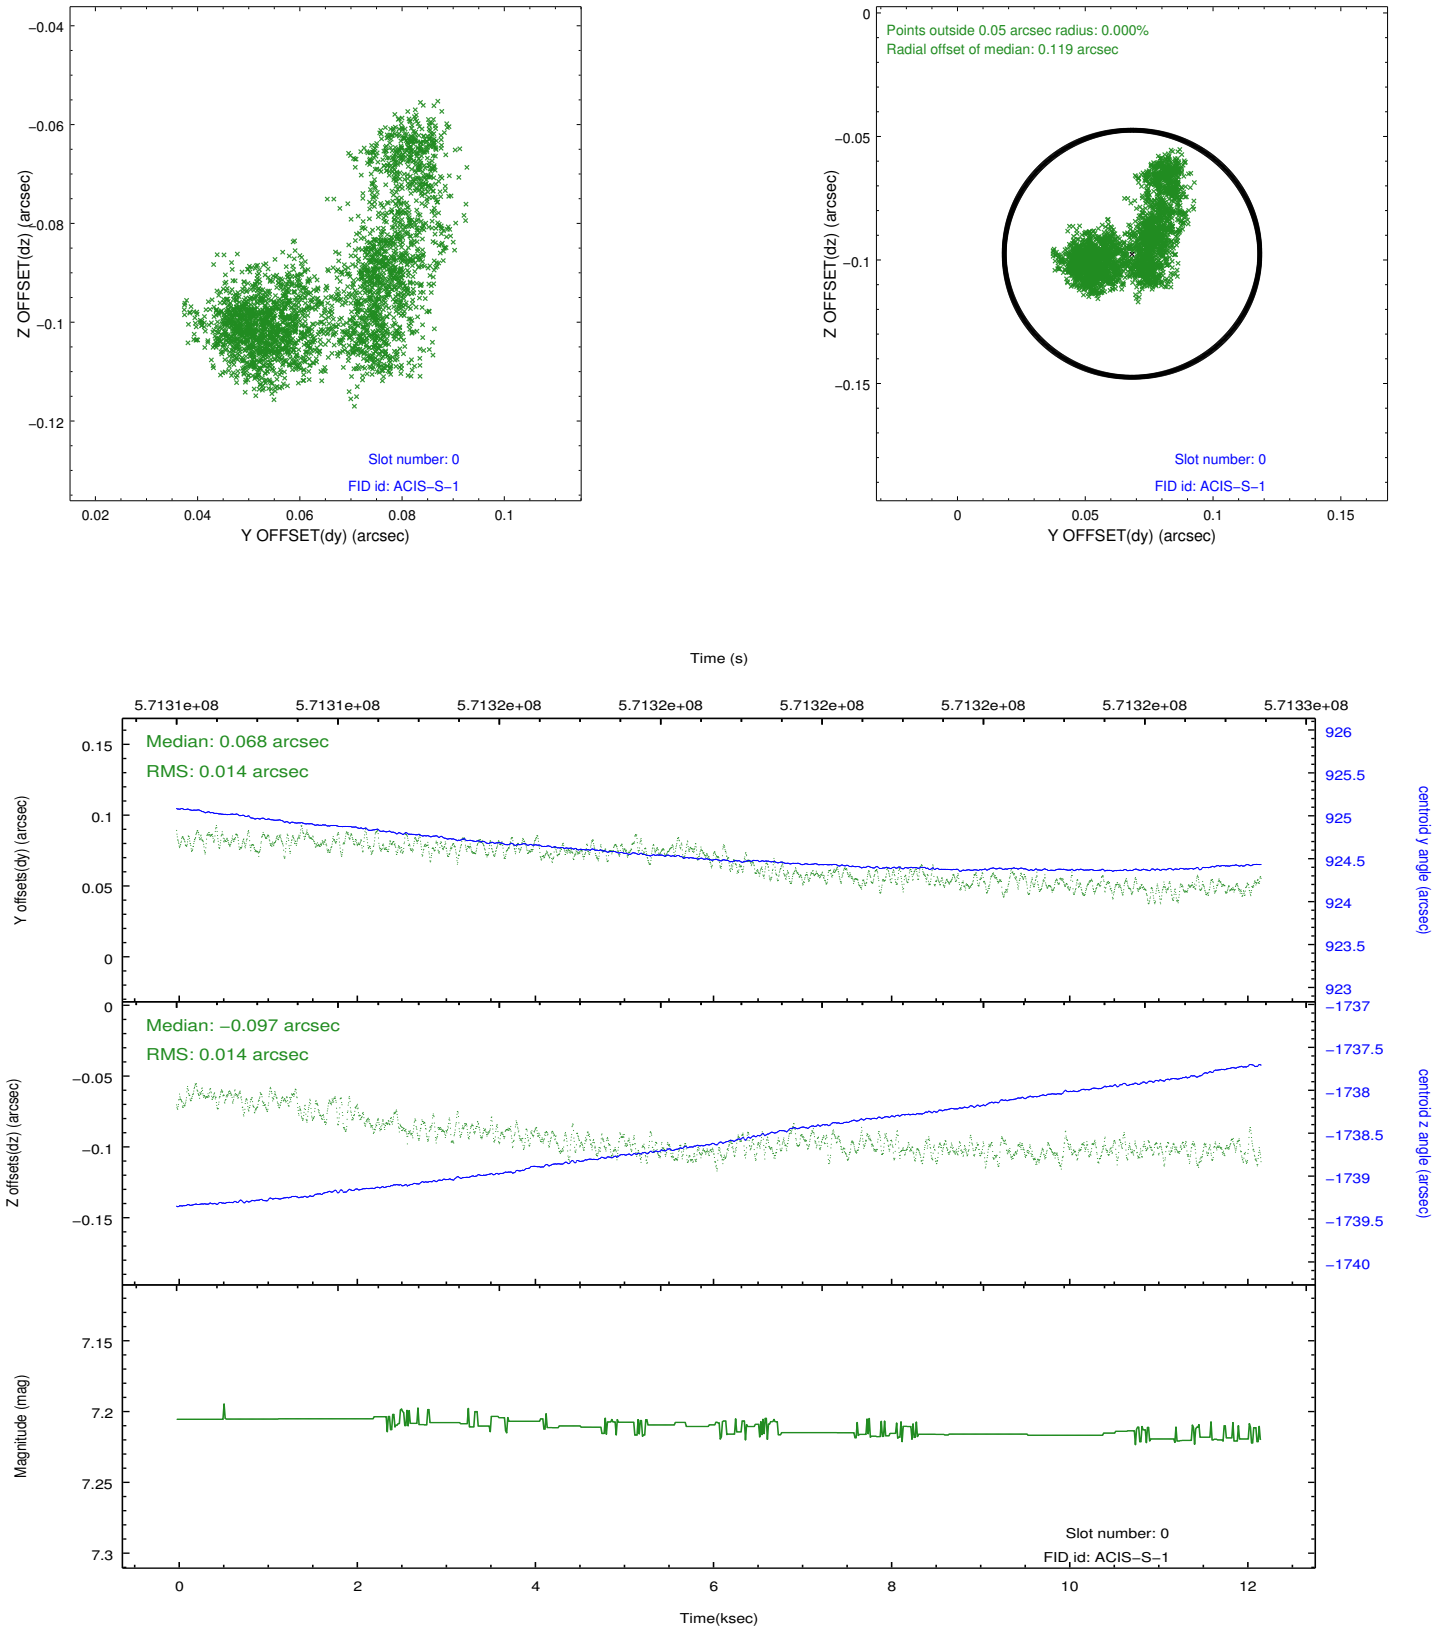 −0.04
−0.06
−0.08
−0.1
−0.12
Z OFFSET(dz) (arcsec)
Slot number: 0
FID id: ACIS−S−1
0.02 0.04 0.06 0.08 0.1
Y OFFSET(dy) (arcsec)
Points outside 0.05 arcsec radius: 0.000%
Radial offset of median: 0.119 arcsec
0
−0.05
−0.1
−0.15
Z OFFSET(dz) (arcsec)
Slot number: 0
FID id: ACIS−S−1
0 0.05 0.1 0.15
Y OFFSET(dy) (arcsec)
Time (s)
5.7131e+08 5.7131e+08 5.7132e+08 5.7132e+08 5.7132e+08 5.7132e+08 5.7132e+08 5.7133e+08
Median: 0.068 arcsec
RMS: 0.014 arcsec
0.15
0.1
0.05
0
Y offsets(dy) (arcsec)
926
925.5
925
924.5
924
923.5
923
centroid y angle (arcsec)
Median: −0.097 arcsec
RMS: 0.014 arcsec
0
−0.05
−0.1
−0.15
Z offsets(dz) (arcsec)
−1737
−1737.5
−1738
−1738.5
−1739
−1739.5
−1740
centroid z angle (arcsec)
7.15
7.2
7.25
7.3
Magnitude (mag)
Slot number: 0
FID id: ACIS−S−1
0 2 4 6 8 10 12
Time(ksec)